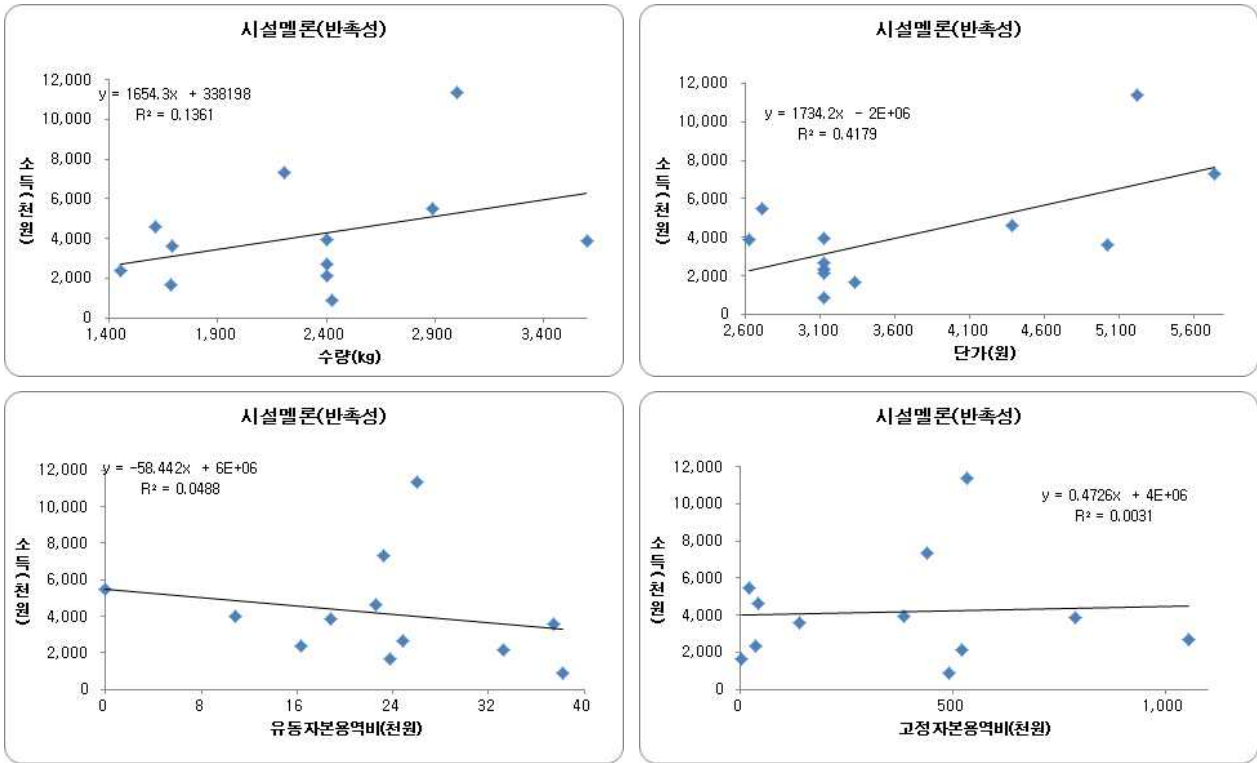 시설멜론(반촉성)
y = 1654.3x + 338198
R² = 0.1361
소득(천원)
12,000
10,000
8,000
6,000
4,000
2,000
0
1,400 1,900 2,400 2,900 3,400
수량(kg)
시설멜론(반촉성)
y = 1734.2x - 2E+06
R² = 0.4179
소득(천원)
12,000
10,000
8,000
6,000
4,000
2,000
0
2,600 3,100 3,600 4,100 4,600 5,100 5,600
단가(원)
시설멜론(반촉성)
y = -58.442x + 6E+06
R² = 0.0488
소득(천원)
12,000
10,000
8,000
6,000
4,000
2,000
0
0 8 16 24 32 40
유동자본용역비(천원)
시설멜론(반촉성)
y = 0.4726x + 4E+06
R² = 0.0031
소득(천원)
12,000
10,000
8,000
6,000
4,000
2,000
0
0 500 1,000
고정자본용역비(천원)